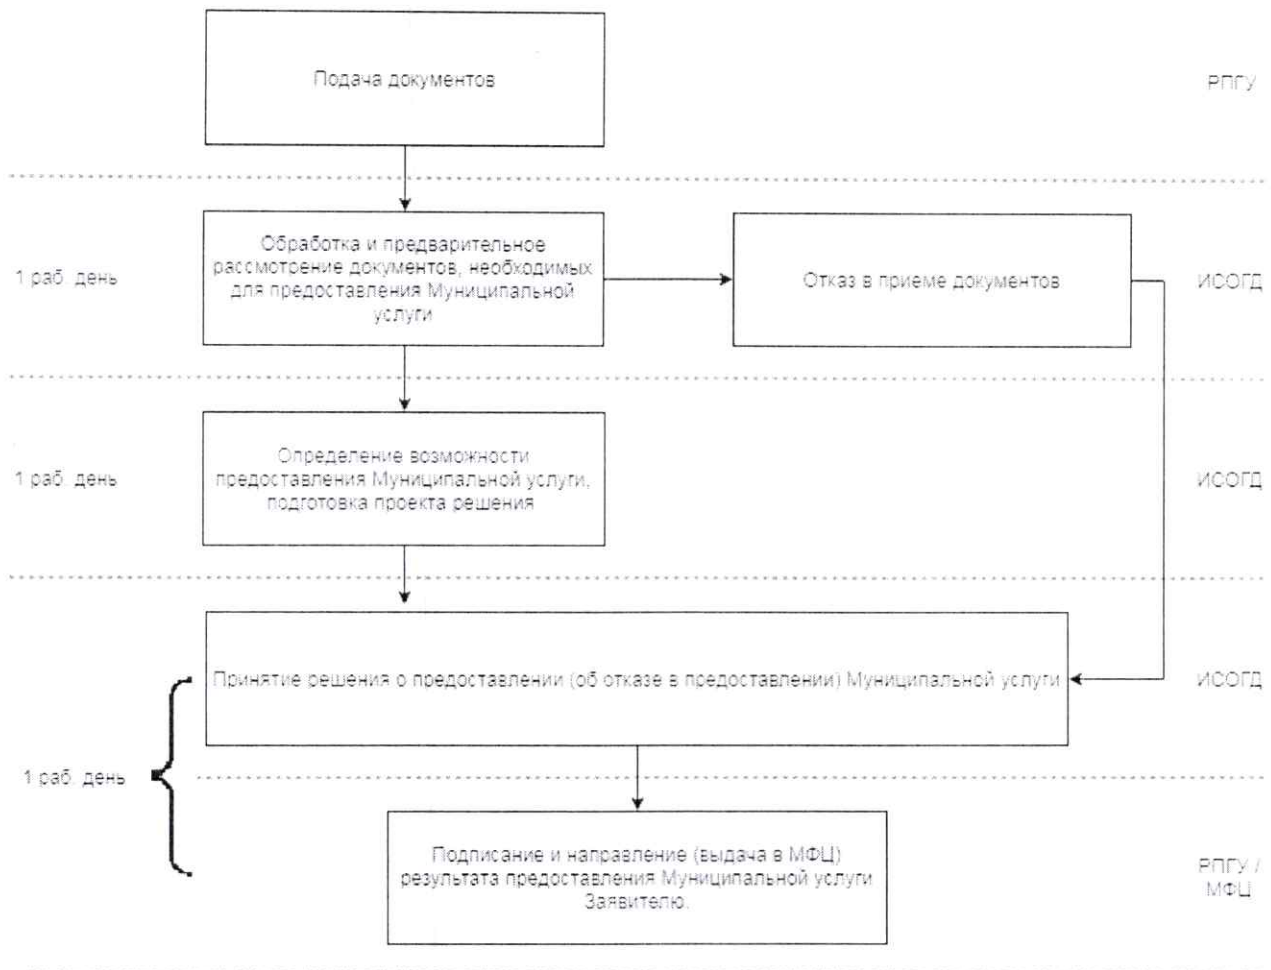 Подача документов
РПГУ
1 раб. день
Обработка и предварительное
рассмотрение документов, необходимых
для предоставления Муниципальной
услуги
Отказ в приеме документов
ИСОГД
1 раб. день
Определение возможности
предоставления Муниципальной услуги,
подготовка проекта решения
ИСОГД
Принятие решения о предоставлении (об отказе в предоставлении) Муниципальной услуги
ИСОГД
1 раб. день
Подписание и направление (выдача в МФЦ)
результата предоставления Муниципальной услуги
Заявителю.
РПГУ /
МФЦ